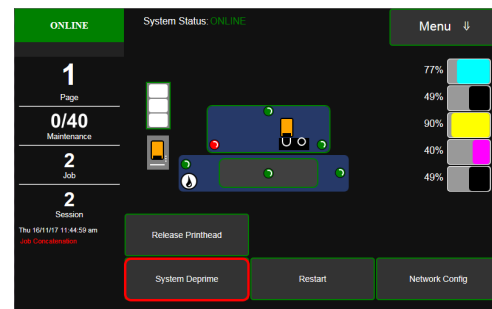 ONLINE
System Status: ONLINE
Menu ⇓
1
Page
0/40
Maintenance
2
Job
2
Session
Thu 16/11/17 11:44:59 am
Job Concatenation
77%
49%
90%
40%
49%
Release Printhead
System Deprime
Restart
Network Config